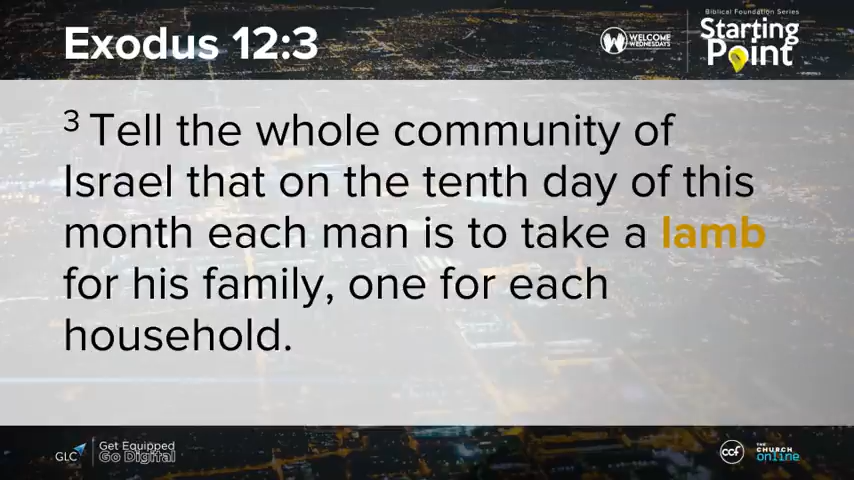 Exodus 12:3
WELCOME
WEDNESDAYS
Biblical Foundation Series
Starting
Point
3 Tell the whole community of
Israel that on the tenth day of this
month each man is to take a lamb
for his family, one for each
household.
GLC
Get Equipped
Go Digital
ccf
THE
CHURCH
online